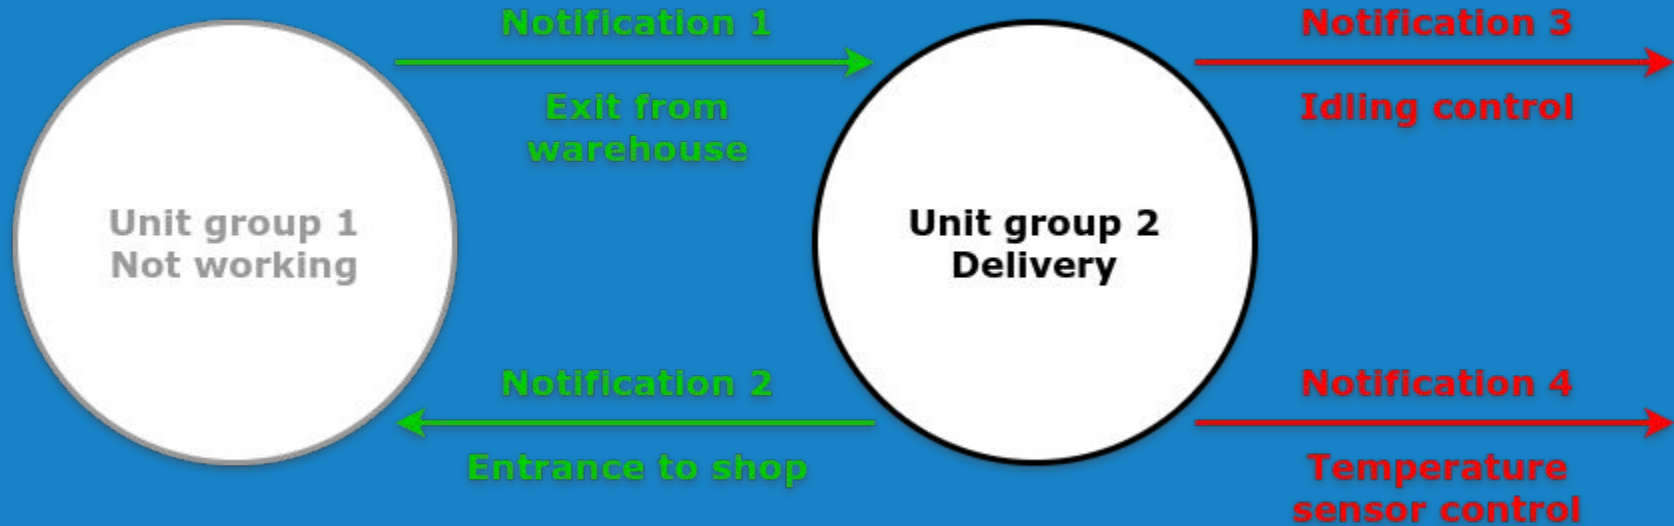 Notification 1
Exit from
warehouse
Notification 3
Idling control
Unit group 1
Not working
Unit group 2
Delivery
Notification 2
Entrance to shop
Notification 4
Temperature
sensor control